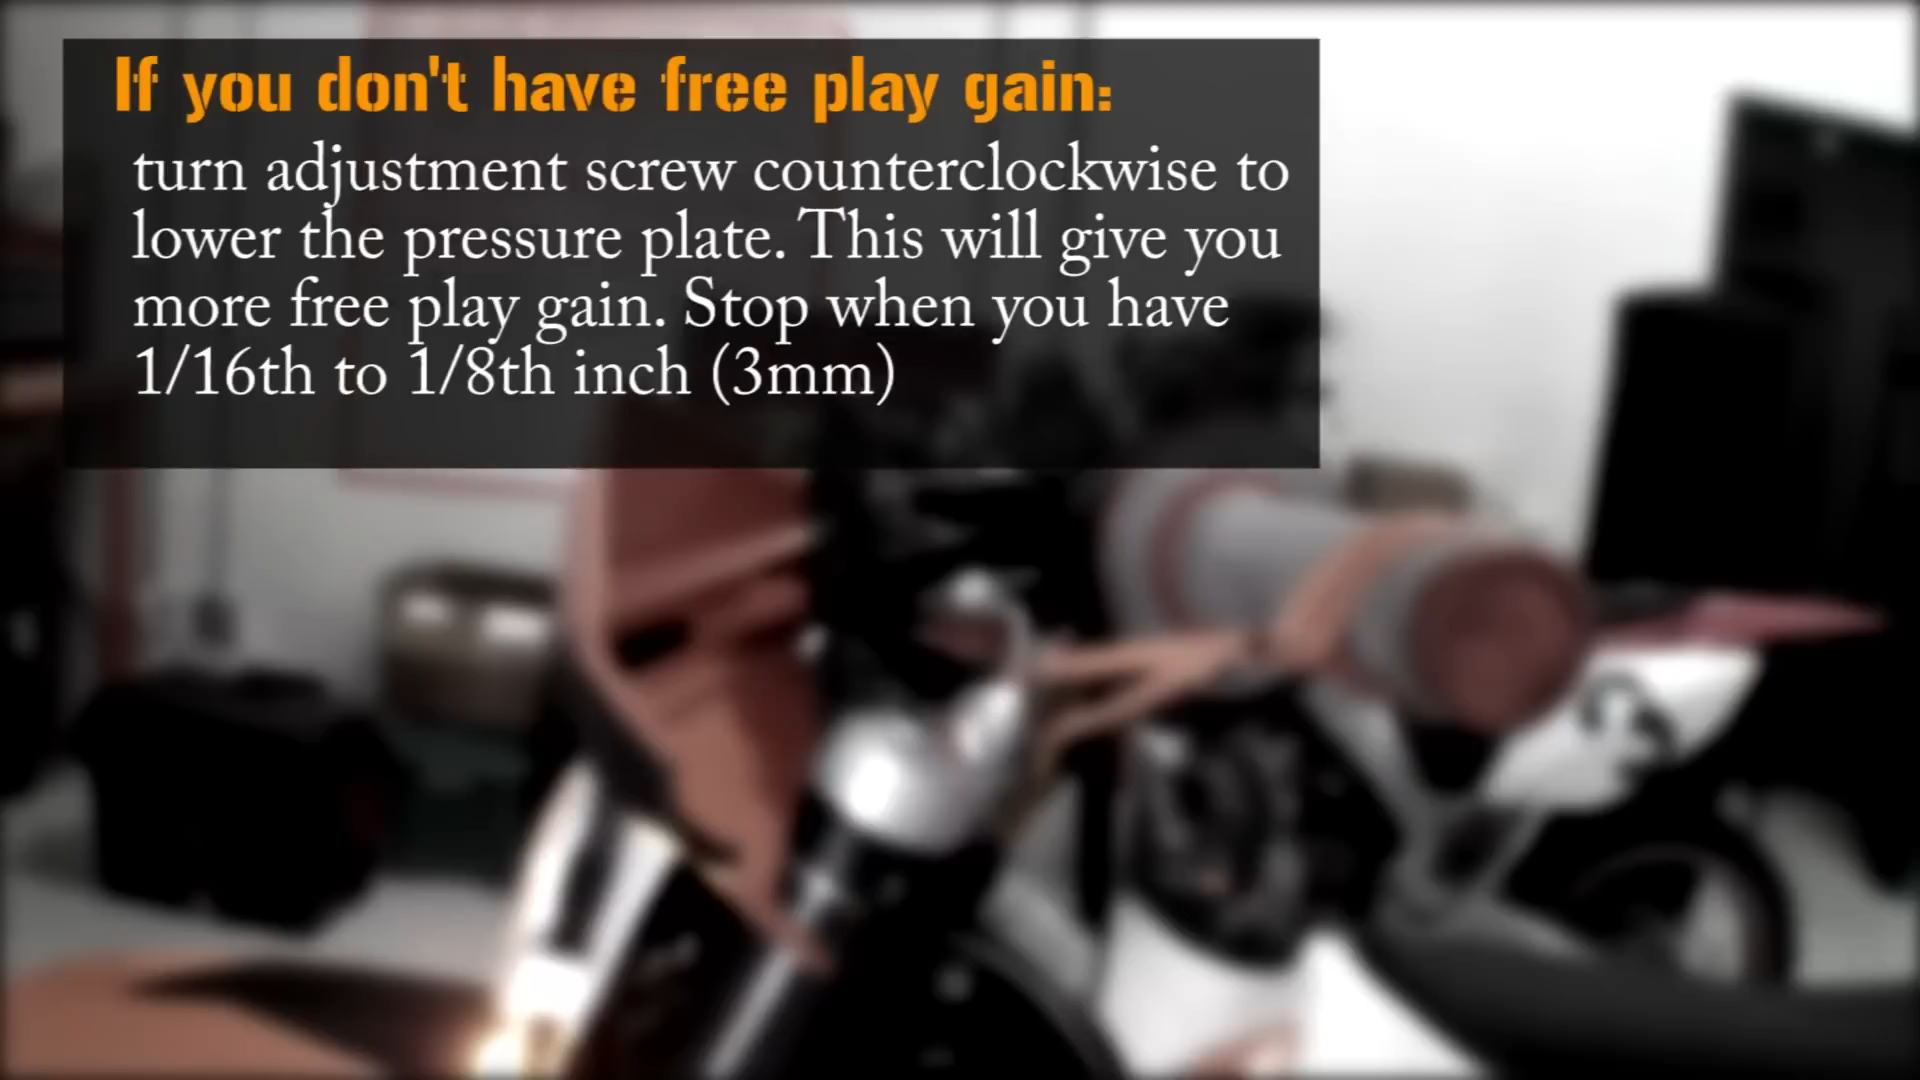 If you don't have free play gain:
turn adjustment screw counterclockwise to
lower the pressure plate. This will give you
more free play gain. Stop when you have
1/16th to 1/8th inch (3mm)